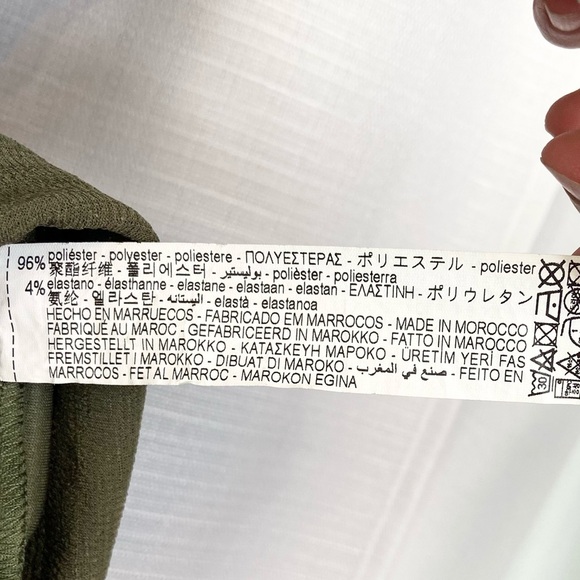 96% poliéster - polyester - poliestere - ΠΟΛΥΕΣΤΕΡΑΣ - ポリエステル - poliester
聚酯纤维 - 폴리에스터 - بوليستير - polièster - poliesterra
4% elastano - élasthanne - elastane - elastaan - elastan - ΕΛΑΣΤΙΝΗ - ポリウレタン
氨纶 - 엘라스탄 - اليستانه - elastà - elastanoa
HECHO EN MARRUECOS - FABRICADO EM MARROCOS - MADE IN MOROCCO
FABRIQUÉ AU MAROC - GEFABRICEERD IN MAROKKO - FATTO IN MAROCCO
HERGESTELLT IN MAROKKO - ΚΑΤΑΣΚΕΥΗ ΜΑΡΟΚΟ - ÜRETİM YERİ FAS
FREMSTILLET I MAROKKO - DIBUAT DI MAROKO - صنع في المغرب - FEITO EN
MARROCOS - FET AL MARROC - MAROKON EGINA